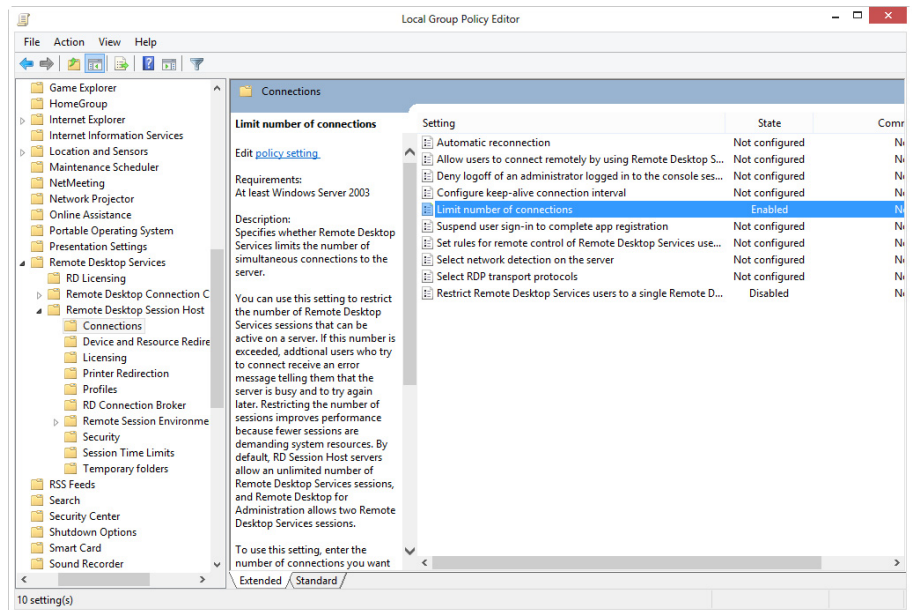 Local Group Policy Editor
File Action View Help
Game Explorer
HomeGroup
Internet Explorer
Internet Information Services
Location and Sensors
Maintenance Scheduler
NetMeeting
Network Projector
Online Assistance
Portable Operating System
Presentation Settings
Remote Desktop Services
RD Licensing
Remote Desktop Connection C
Remote Desktop Session Host
Connections
Device and Resource Redire
Licensing
Printer Redirection
Profiles
RD Connection Broker
Remote Session Environme
Security
Session Time Limits
Temporary folders
RSS Feeds
Search
Security Center
Shutdown Options
Smart Card
Sound Recorder
Connections
Limit number of connections
Edit policy setting
Requirements:
At least Windows Server 2003
Description:
Specifies whether Remote Desktop
Services limits the number of
simultaneous connections to the
server.
You can use this setting to restrict
the number of Remote Desktop
Services sessions that can be
active on a server. If this number is
exceeded, addtional users who try
to connect receive an error
message telling them that the
server is busy and to try again
later. Restricting the number of
sessions improves performance
because fewer sessions are
demanding system resources. By
default, RD Session Host servers
allow an unlimited number of
Remote Desktop Services sessions,
and Remote Desktop for
Administration allows two Remote
Desktop Services sessions.
To use this setting, enter the
number of connections you want
Setting State Comr
Automatic reconnection Not configured No
Allow users to connect remotely by using Remote Desktop S... Not configured No
Deny logoff of an administrator logged in to the console ses... Not configured No
Configure keep-alive connection interval Not configured No
Limit number of connections Enabled No
Suspend user sign-in to complete app registration Not configured No
Set rules for remote control of Remote Desktop Services use... Not configured No
Select network detection on the server Not configured No
Select RDP transport protocols Not configured No
Restrict Remote Desktop Services users to a single Remote D... Disabled No
Extended Standard
10 setting(s)